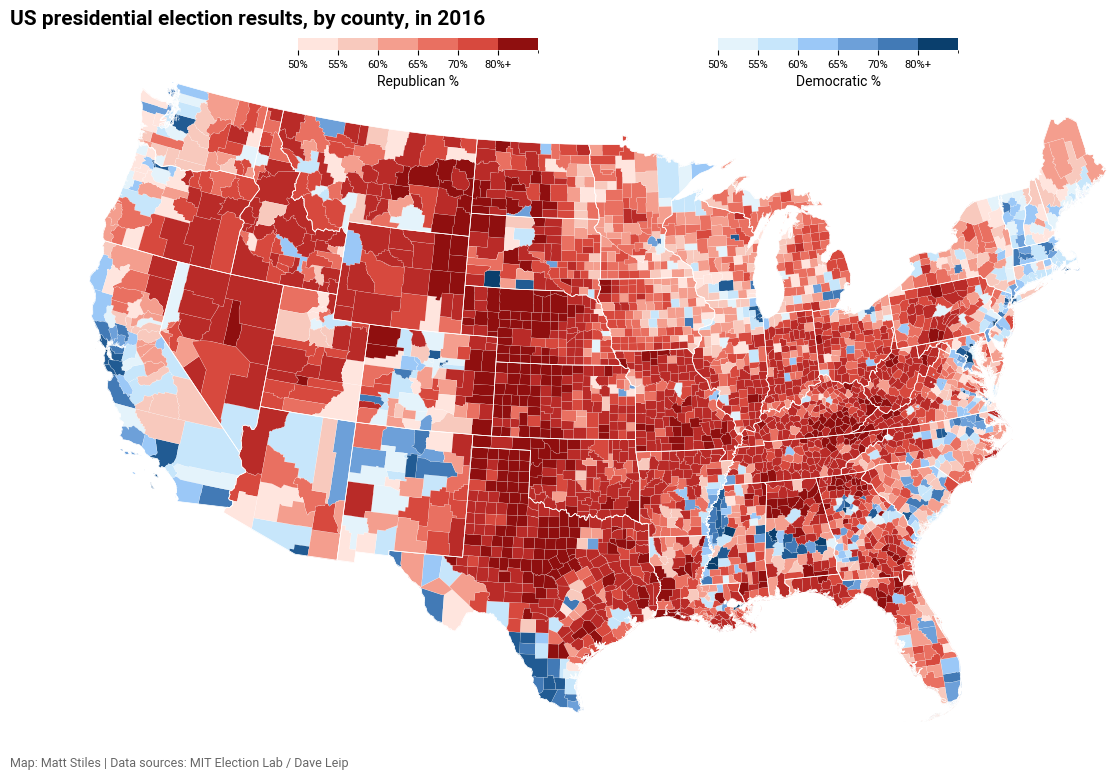 US presidential election results, by county, in 2016
50% 55% 60% 65% 70% 80%+
Republican %
50% 55% 60% 65% 70% 80%+
Democratic %
Map: Matt Stiles | Data sources: MIT Election Lab / Dave Leip